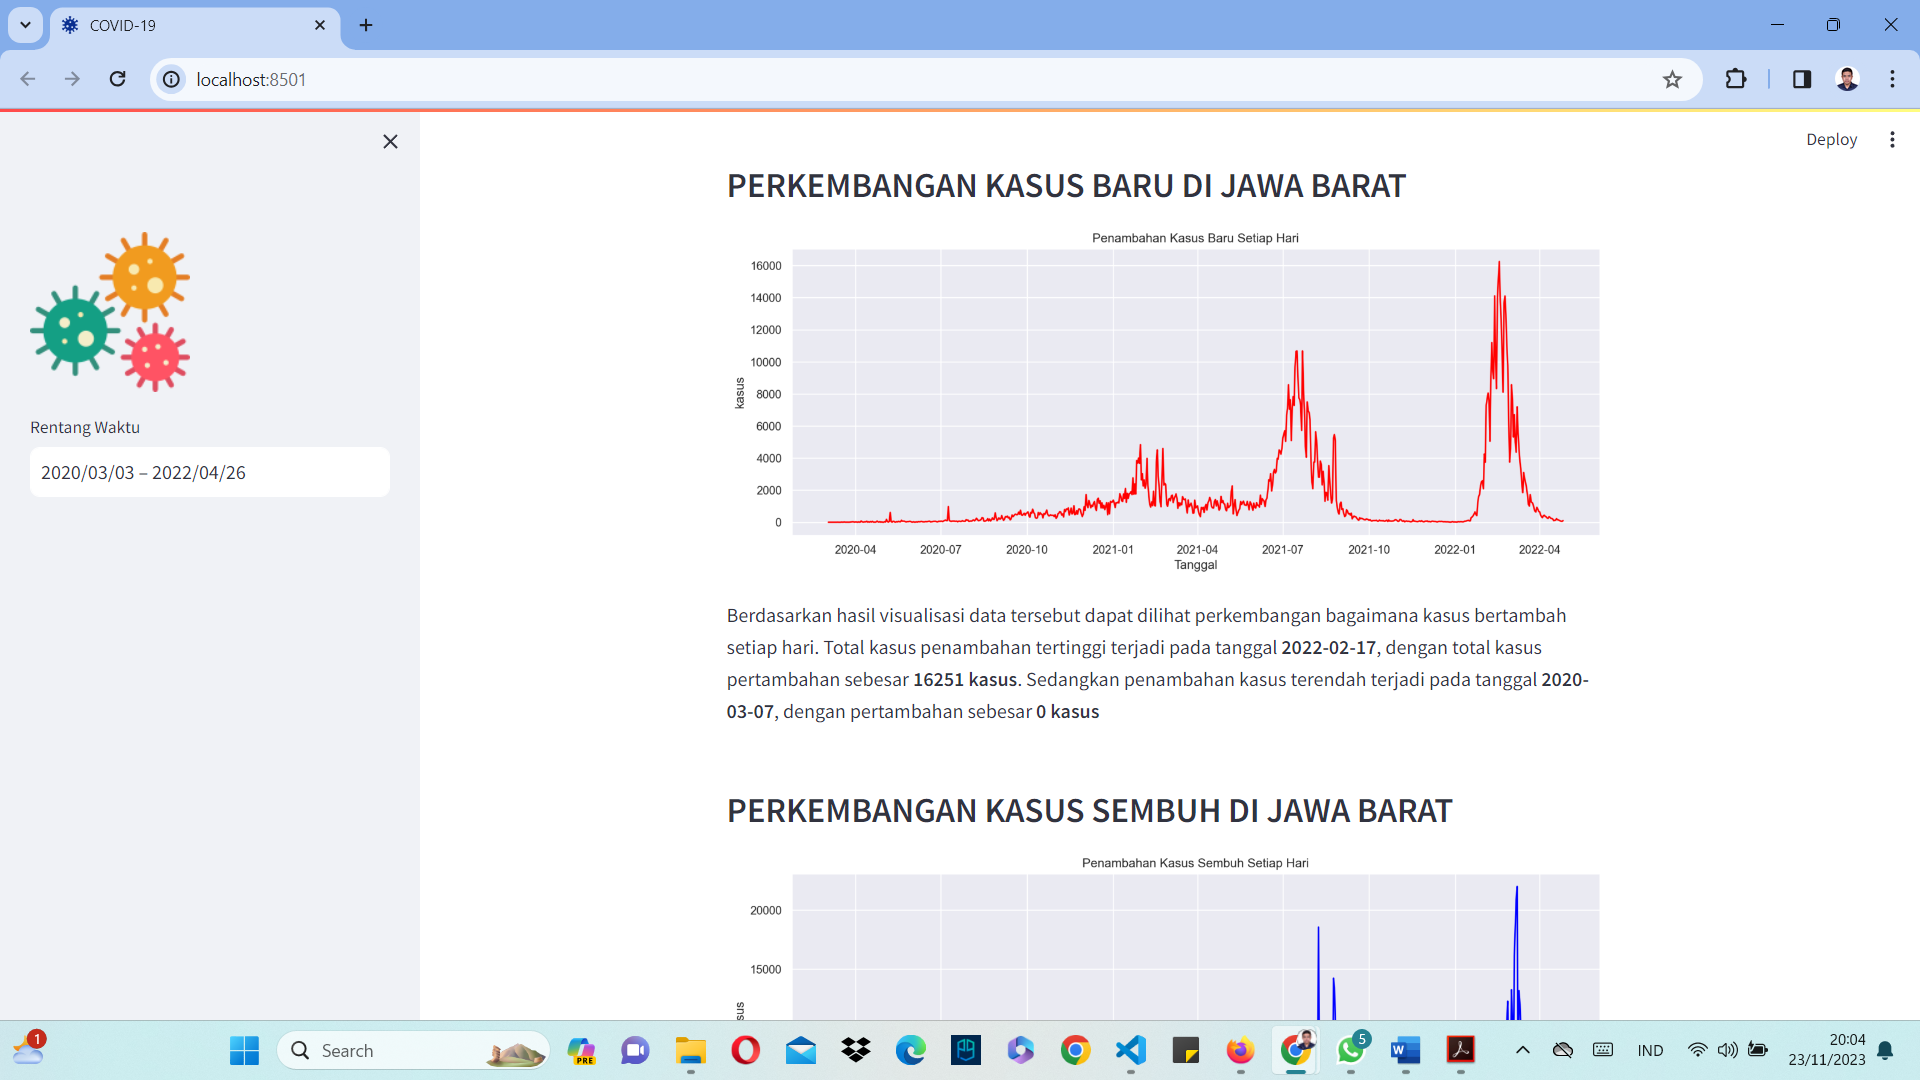 COVID-19
localhost:8501
Deploy
Rentang Waktu
2020/03/03 – 2022/04/26
PERKEMBANGAN KASUS BARU DI JAWA BARAT
Penambahan Kasus Baru Setiap Hari
16000
14000
12000
10000
8000
6000
4000
2000
0
kasus
2020-04 2020-07 2020-10 2021-01 2021-04 2021-07 2021-10 2022-01 2022-04
Tanggal
Berdasarkan hasil visualisasi data tersebut dapat dilihat perkembangan bagaimana kasus bertambah
setiap hari. Total kasus penambahan tertinggi terjadi pada tanggal 2022-02-17, dengan total kasus
pertambahan sebesar 16251 kasus. Sedangkan penambahan kasus terendah terjadi pada tanggal 2020-
03-07, dengan pertambahan sebesar 0 kasus
PERKEMBANGAN KASUS SEMBUH DI JAWA BARAT
Penambahan Kasus Sembuh Setiap Hari
20000
15000
1
Search
PRE
5
IND
20:04
23/11/2023